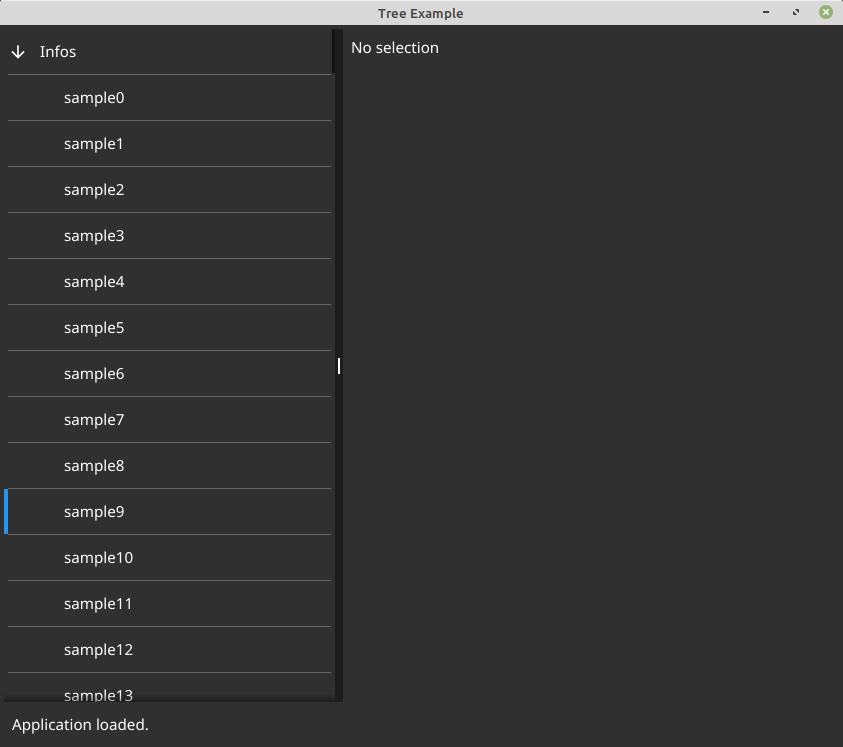 Tree Example
Infos
No selection
sample0
sample1
sample2
sample3
sample4
sample5
sample6
sample7
sample8
sample9
sample10
sample11
sample12
sample13
Application loaded.